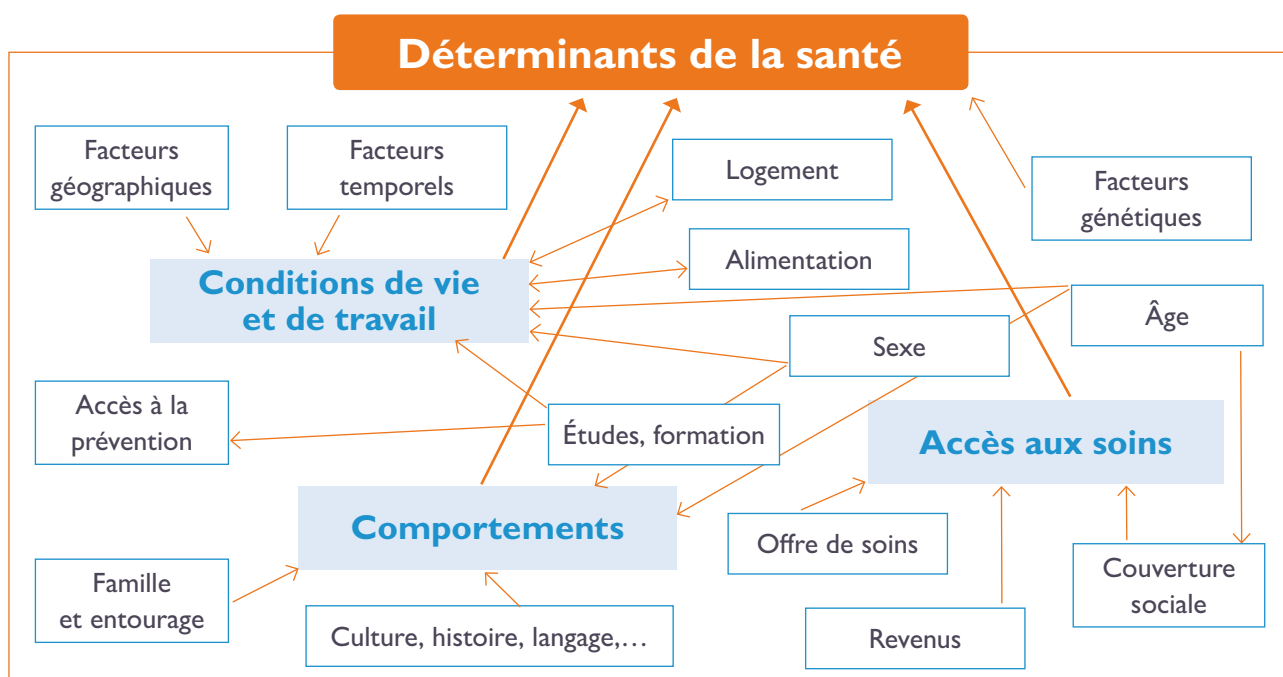 Déterminants de la santé
Facteurs
géographiques
Facteurs
temporels
Logement
Facteurs
génétiques
Alimentation
Conditions de vie
et de travail
Âge
Sexe
Accès à la
prévention
Études, formation
Accès aux soins
Comportements
Offre de soins
Famille
et entourage
Couverture
sociale
Culture, histoire, langage,…
Revenus